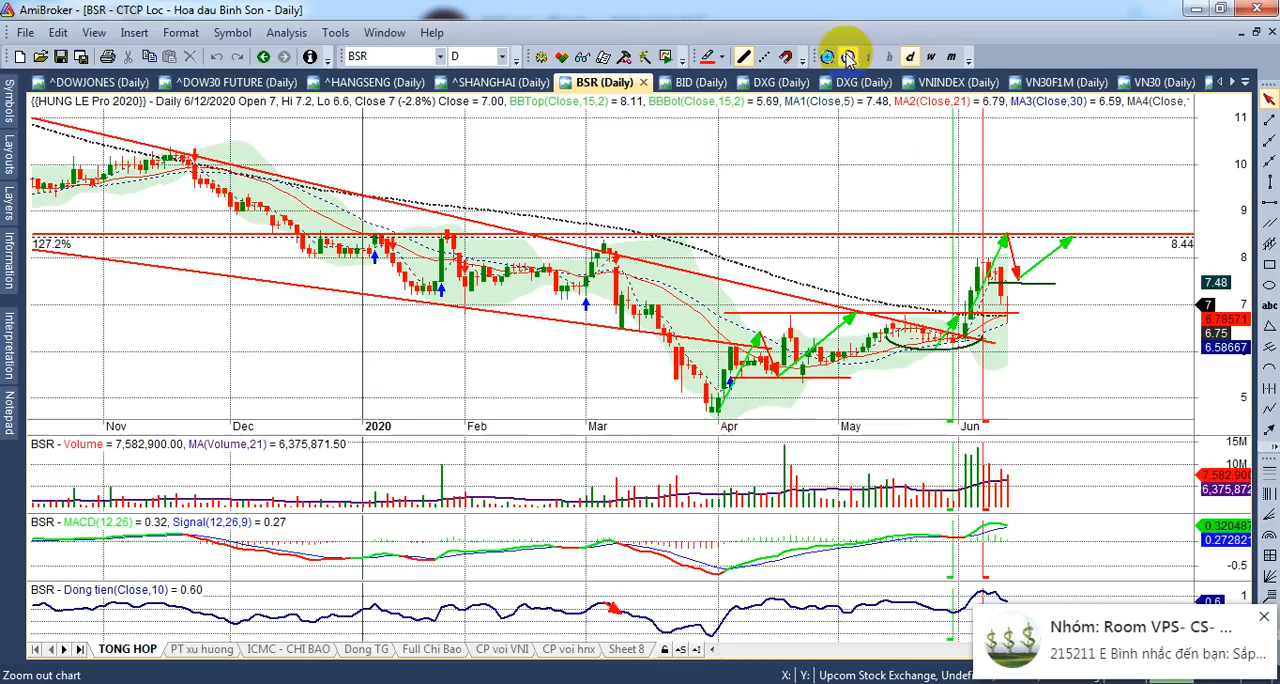 AmiBroker - [BSR - CTCP Loc - Hoa dau Binh Son - Daily]
File Edit View Insert Format Symbol Analysis Tools Window Help
BSR D h d w m
^DOWJONES (Daily) ^DOW30 FUTURE (Daily) ^HANGSENG (Daily) ^SHANGHAI (Daily) BSR (Daily) BID (Daily) DXG (Daily) DXG (Daily) VNINDEX (Daily) VN30F1M (Daily) VN30 (Daily)
{{HUNG LE Pro 2020}} - Daily 6/12/2020 Open 7, Hi 7.2, Lo 6.6, Close 7 (-2.8%) Close = 7.00, BBTop(Close,15,2) = 8.11, BBBot(Close,15,2) = 5.69, MA1(Close,5) = 7.48, MA2(Close,21) = 6.79, MA3(Close,30) = 6.59, MA4(Close,
Symbols
Layouts
Layers
Information
Interpretation
Notepad
11
10
9
127.2%
8.44
8
7.48
7
7
6.78571
6.75
6.58667
5
Nov Dec 2020 Feb Mar Apr May Jun
BSR - Volume = 7,582,900.00, MA(Volume,21) = 6,375,871.50
15M
10M
7,582,900
6,375,872
BSR - MACD(12,26) = 0.32, Signal(12,26,9) = 0.27
0.320487
0.272821
-0.5
BSR - Dong tien(Close,10) = 0.60
1
0.6
Nhóm: Room VPS- CS- ...
215211 E Bình nhắc đến bạn: Sắp...
TONG HOP PT xu huong ICMC - CHI BAO Dong TG Full Chi Bao CP voi VNI CP voi hnx Sheet 8
Zoom out chart X: Y: Upcom Stock Exchange, Undefi